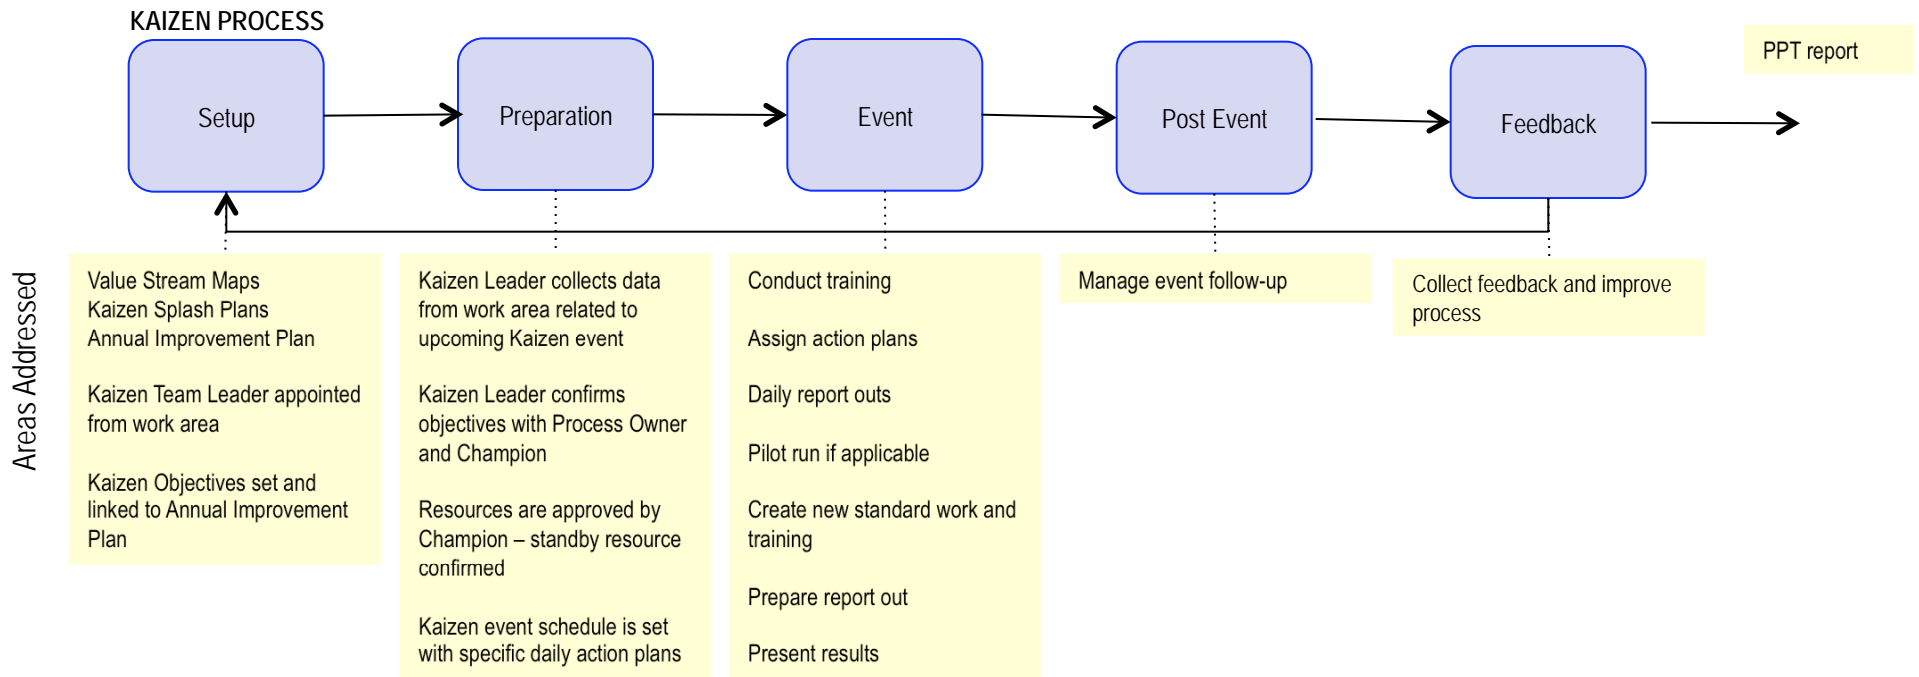 KAIZEN PROCESS
Setup
Preparation
Event
Post Event
Feedback
PPT report
Areas Addressed
Value Stream Maps
Kaizen Splash Plans
Annual Improvement Plan
Kaizen Team Leader appointed
from work area
Kaizen Objectives set and
linked to Annual Improvement
Plan
Kaizen Leader collects data
from work area related to
upcoming Kaizen event
Kaizen Leader confirms
objectives with Process Owner
and Champion
Resources are approved by
Champion – standby resource
confirmed
Kaizen event schedule is set
with specific daily action plans
Conduct training
Assign action plans
Daily report outs
Pilot run if applicable
Create new standard work and
training
Prepare report out
Present results
Manage event follow-up
Collect feedback and improve
process